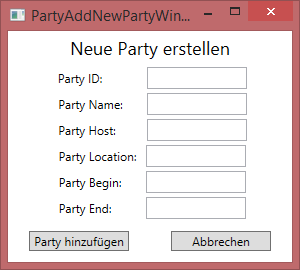 PartyAddNewPartyWin...
Neue Party erstellen
Party ID:
Party Name:
Party Host:
Party Location:
Party Begin:
Party End:
Party hinzufügen Abbrechen